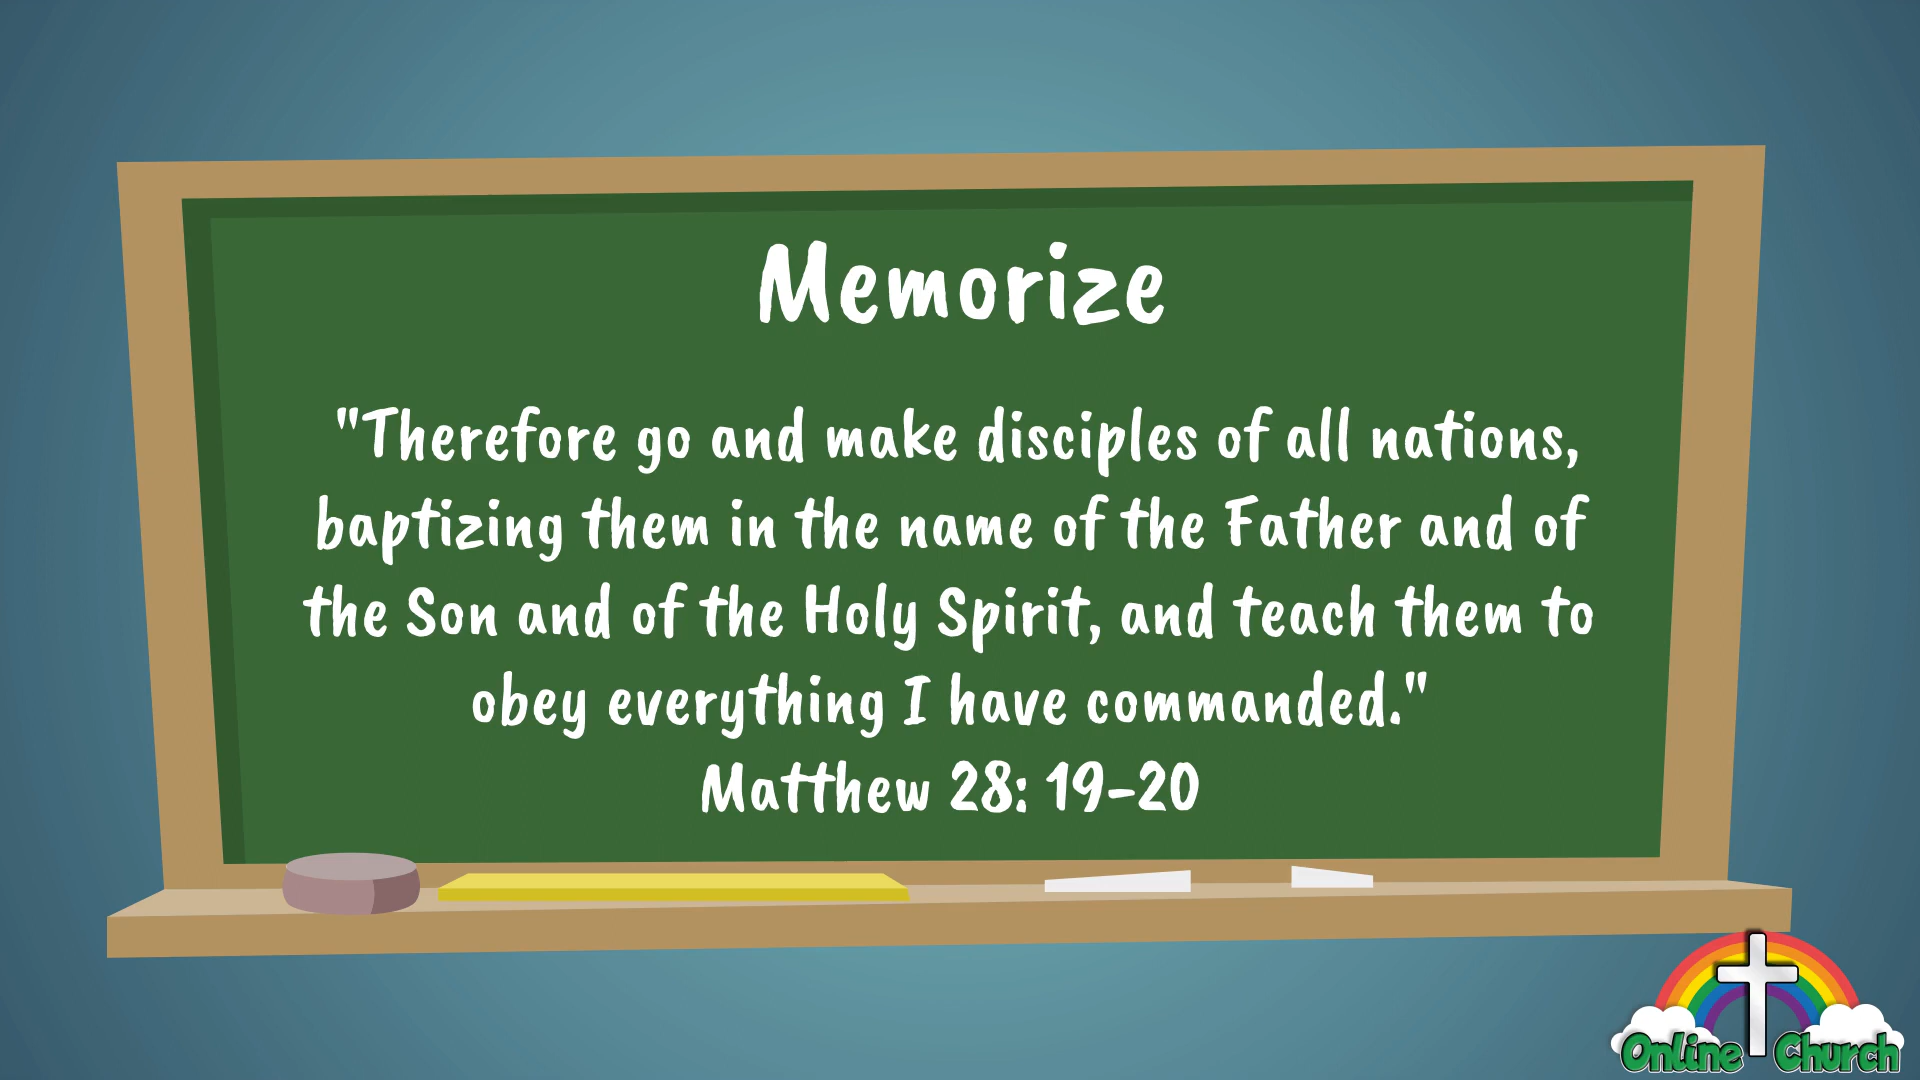 Memorize
"Therefore go and make disciples of all nations,
baptizing them in the name of the Father and of
the Son and of the Holy Spirit, and teach them to
obey everything I have commanded."
Matthew 28: 19-20
Online Church